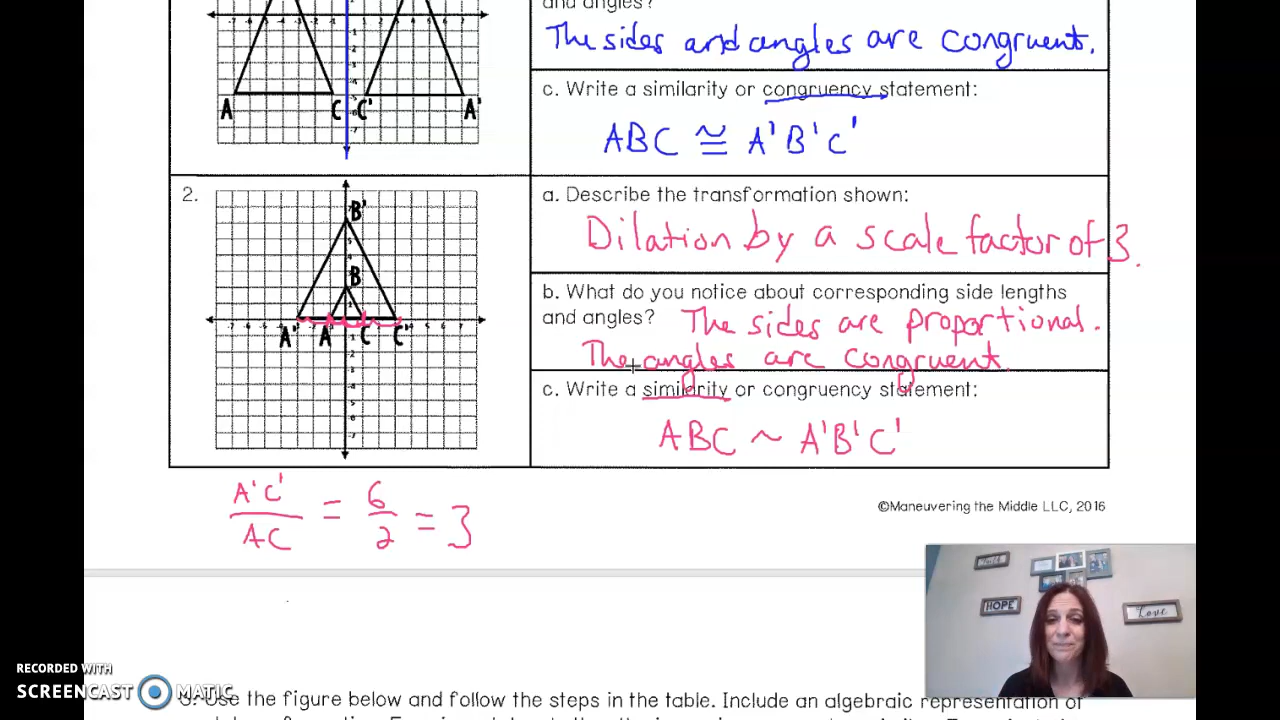 and angles?
The sides and angles are congruent.
c. Write a similarity or congruency statement:
A C C' A'
ABC ≅ A'B'C'
2.
a. Describe the transformation shown:
B'
Dilation by a scale factor of 3.
B
b. What do you notice about corresponding side lengths
and angles? The sides are proportional.
A' A C C'
The angles are congruent.
c. Write a similarity or congruency statement:
ABC ~ A'B'C'
A'C'/AC = 6/2 = 3
©Maneuvering the Middle LLC, 2016
HOPE
Love
RECORDED WITH
SCREENCAST MATIC
3. Use the figure below and follow the steps in the table. Include an algebraic representation of